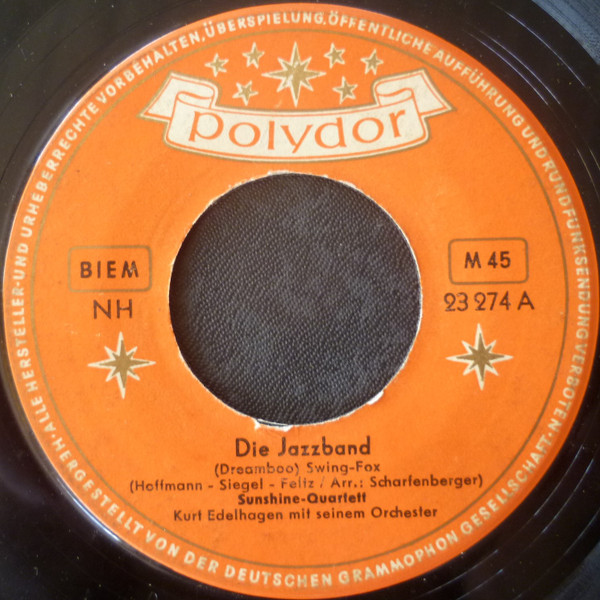 polydor
BIEM
NH
M 45
23 274 A
Die Jazzband
(Dreamboo) Swing-Fox
(Hoffmann - Siegel - Feltz / Arr.: Scharfenberger)
Sunshine-Quartett
Kurt Edelhagen mit seinem Orchester
ALLE HERSTELLER- UND URHEBERRECHTE VORBEHALTEN, ÜBERSPIELUNG, ÖFFENTLICHE AUFFÜHRUNG UND RUNDFUNKSENDUNG VERBOTEN
HERGESTELLT VON DER DEUTSCHEN GRAMMOPHON GESELLSCHAFT